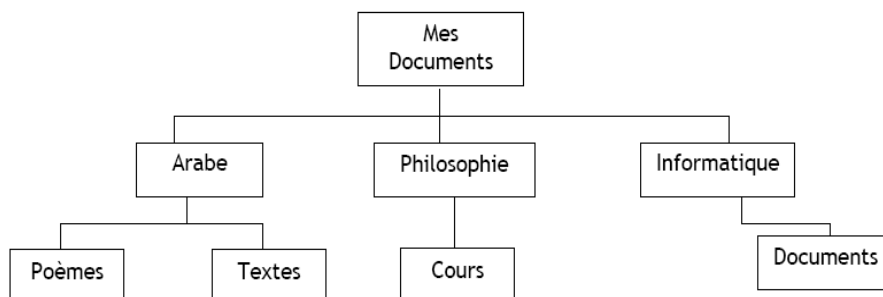 Mes
Documents
Arabe
Philosophie
Informatique
Poèmes
Textes
Cours
Documents